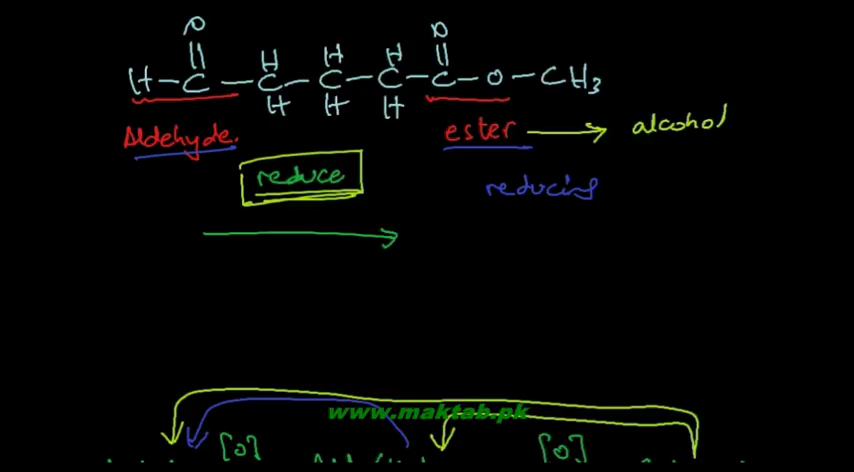 O O
H H H
H-C-C-C-C-C-O-CH3
H H H
Aldehyde. ester → alcohol
reduce reducing
www.maktab.pk
[O] [O]